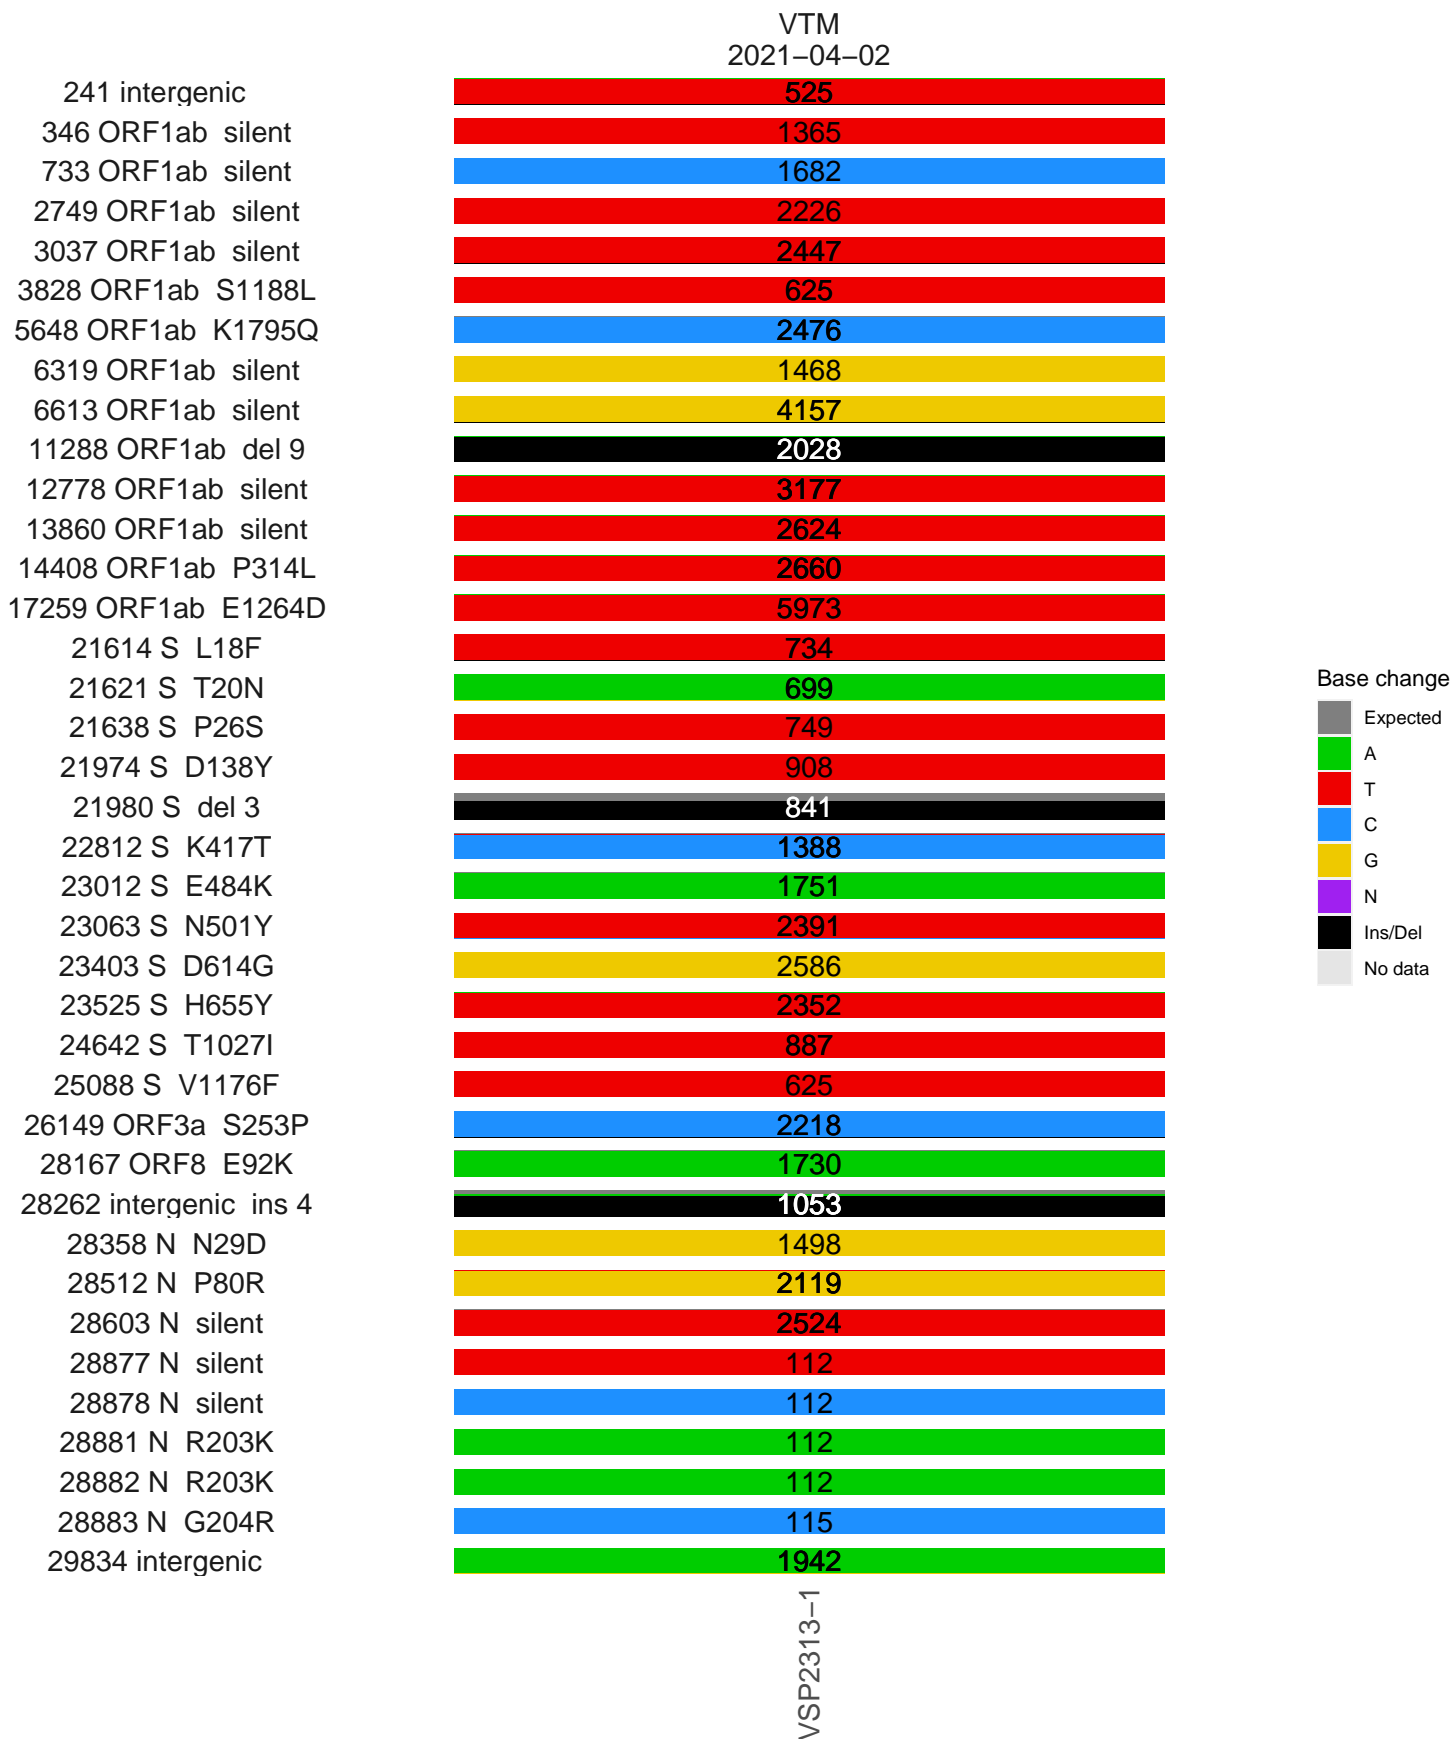 VTM
2021−04−02
241 intergenic 525
346 ORF1ab silent 1365
733 ORF1ab silent 1682
2749 ORF1ab silent 2226
3037 ORF1ab silent 2447
3828 ORF1ab S1188L 625
5648 ORF1ab K1795Q 2476
6319 ORF1ab silent 1468
6613 ORF1ab silent 4157
11288 ORF1ab del 9 2028
12778 ORF1ab silent 3177
13860 ORF1ab silent 2624
14408 ORF1ab P314L 2660
17259 ORF1ab E1264D 5973
21614 S L18F 734
21621 S T20N 699
21638 S P26S 749
21974 S D138Y 908
21980 S del 3 841
22812 S K417T 1388
23012 S E484K 1751
23063 S N501Y 2391
23403 S D614G 2586
23525 S H655Y 2352
24642 S T1027I 887
25088 S V1176F 625
26149 ORF3a S253P 2218
28167 ORF8 E92K 1730
28262 intergenic ins 4 1053
28358 N N29D 1498
28512 N P80R 2119
28603 N silent 2524
28877 N silent 112
28878 N silent 112
28881 N R203K 112
28882 N R203K 112
28883 N G204R 115
29834 intergenic 1942
VSP2313−1
Base change
Expected
A
T
C
G
N
Ins/Del
No data